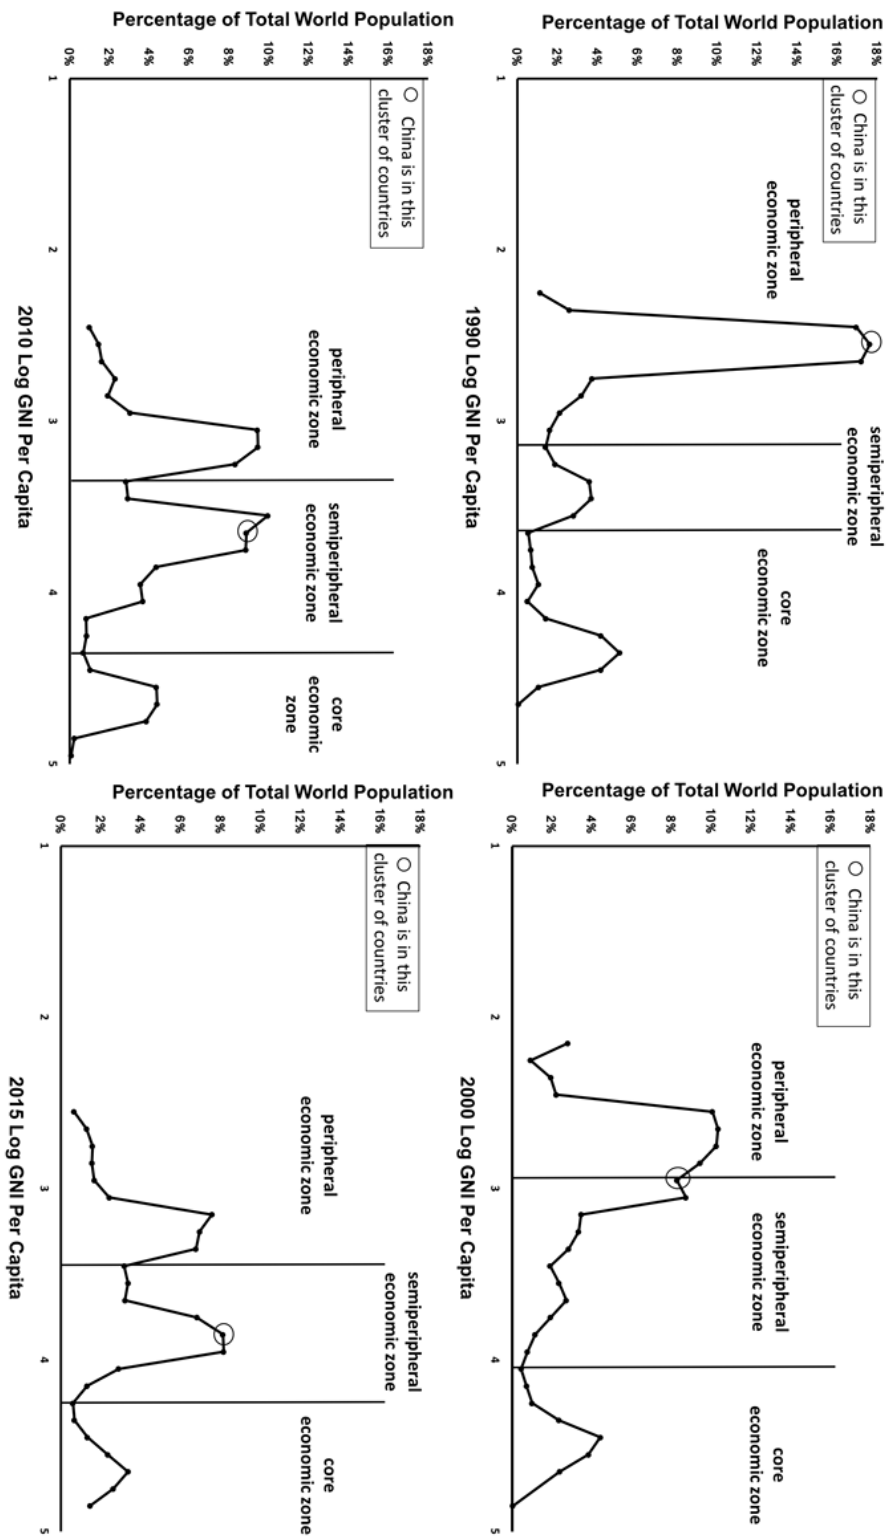 Percentage of Total World Population
18%
16%
14%
12%
10%
8%
6%
4%
2%
0%
China is in this
cluster of countries
peripheral
economic zone
semiperipheral
economic zone
core
economic zone
1 2 3 4 5
1990 Log GNI Per Capita
Percentage of Total World Population
18%
16%
14%
12%
10%
8%
6%
4%
2%
0%
China is in this
cluster of countries
peripheral
economic zone
semiperipheral
economic zone
core
economic zone
1 2 3 4 5
2000 Log GNI Per Capita
Percentage of Total World Population
18%
16%
14%
12%
10%
8%
6%
4%
2%
0%
China is in this
cluster of countries
peripheral
economic zone
semiperipheral
economic zone
core
economic
zone
1 2 3 4 5
2010 Log GNI Per Capita
Percentage of Total World Population
18%
16%
14%
12%
10%
8%
6%
4%
2%
0%
China is in this
cluster of countries
peripheral
economic zone
semiperipheral
economic zone
core
economic zone
1 2 3 4 5
2015 Log GNI Per Capita